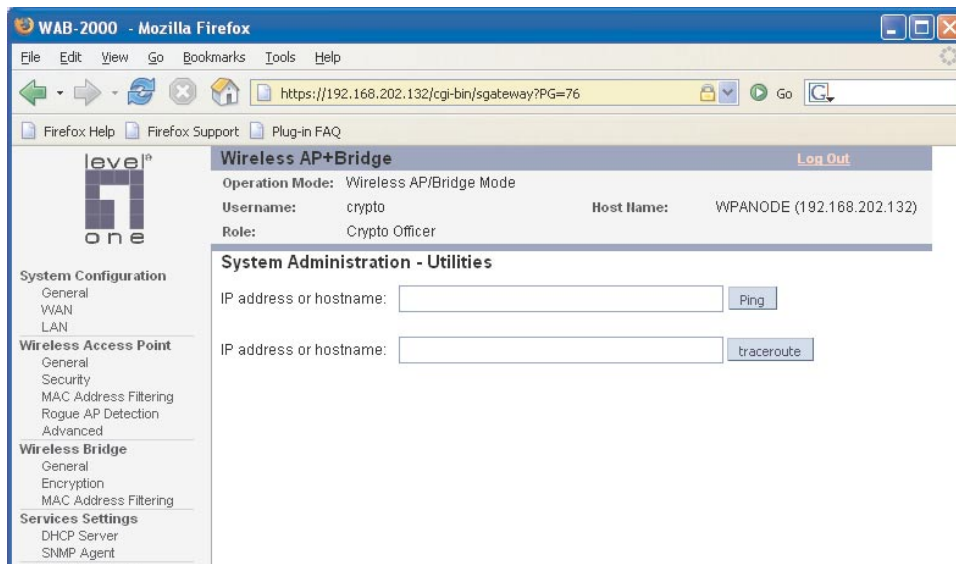 WAB-2000 - Mozilla Firefox
File Edit View Go Bookmarks Tools Help
https://192.168.202.132/cgi-bin/sgateway?PG=76 Go G
Firefox Help Firefox Support Plug-in FAQ
level®
one
Wireless AP+Bridge Log Out
Operation Mode: Wireless AP/Bridge Mode
Username: crypto Host Name: WPANODE (192.168.202.132)
Role: Crypto Officer
System Configuration
General
WAN
LAN
Wireless Access Point
General
Security
MAC Address Filtering
Rogue AP Detection
Advanced
Wireless Bridge
General
Encryption
MAC Address Filtering
Services Settings
DHCP Server
SNMP Agent
System Administration - Utilities
IP address or hostname: Ping
IP address or hostname: traceroute